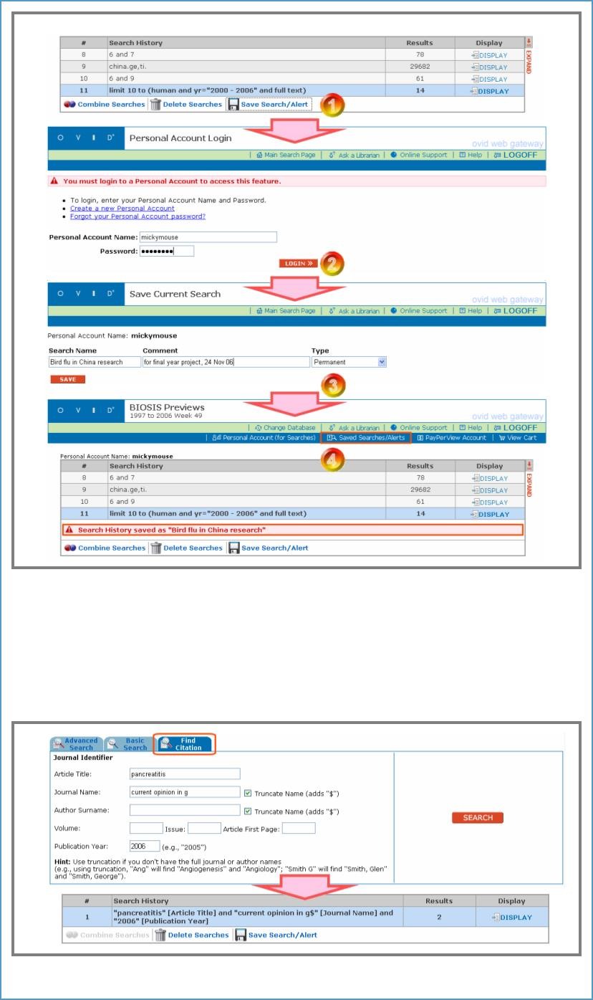 # Search History Results Display
8 6 and 7 78 DISPLAY
9 china.ge,ti. 29682 DISPLAY
10 6 and 9 61 DISPLAY
11 limit 10 to (human and yr="2000 - 2006" and full text) 14 DISPLAY
EXPAND
Combine Searches Delete Searches Save Search/Alert
1
O V I D® Personal Account Login
ovid web gateway
| Main Search Page | Ask a Librarian | Online Support | Help | LOGOFF
You must login to a Personal Account to access this feature.
• To login, enter your Personal Account Name and Password.
• Create a new Personal Account
• Forgot your Personal Account password?
Personal Account Name: mickymouse
Password: ●●●●●●●●
LOGIN »
2
O V I D® Save Current Search
ovid web gateway
| Main Search Page | Ask a Librarian | Online Support | Help | LOGOFF
Personal Account Name: mickymouse
Search Name Comment Type
Bird flu in China research for final year project, 24 Nov 06 Permanent
SAVE
3
O V I D® BIOSIS Previews
1997 to 2006 Week 49
ovid web gateway
| Change Database | Ask a Librarian | Online Support | Help | LOGOFF
| Personal Account (for Searches) | Saved Searches/Alerts | PayPerView Account | View Cart
4
Personal Account Name: mickymouse
# Search History Results Display
8 6 and 7 78 DISPLAY
9 china.ge,ti. 29682 DISPLAY
10 6 and 9 61 DISPLAY
11 limit 10 to (human and yr="2000 - 2006" and full text) 14 DISPLAY
EXPAND
Search History saved as "Bird flu in China research"
Combine Searches Delete Searches Save Search/Alert
Advanced Search
Basic Search
Find Citation
Journal Identifier
Article Title: pancreatitis
Journal Name: current opinion in g Truncate Name (adds "$")
Author Surname: Truncate Name (adds "$")
SEARCH
Volume: Issue: Article First Page:
Publication Year: 2006 (e.g., "2005")
Hint: Use truncation if you don't have the full journal or author names
(e.g., using truncation, "Ang" will find "Angiogenesis" and "Angiology"; "Smith G" will find "Smith, Glen"
and "Smith, George").
# Search History Results Display
1 "pancreatitis" [Article Title] and "current opinion in g$" [Journal Name] and 2 DISPLAY
"2006" [Publication Year]
Combine Searches Delete Searches Save Search/Alert